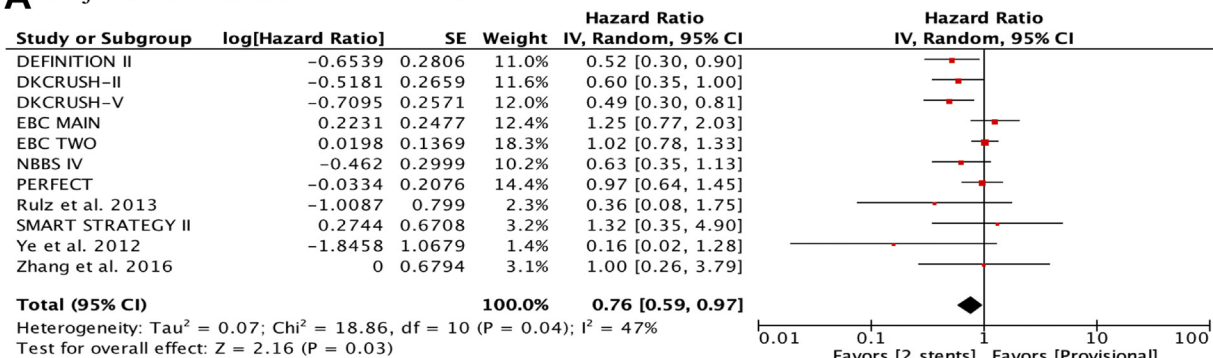 A
Hazard Ratio Hazard Ratio
Study or Subgroup log[Hazard Ratio] SE Weight IV, Random, 95% CI IV, Random, 95% CI
DEFINITION II -0.6539 0.2806 11.0% 0.52 [0.30, 0.90]
DKCRUSH-II -0.5181 0.2659 11.6% 0.60 [0.35, 1.00]
DKCRUSH-V -0.7095 0.2571 12.0% 0.49 [0.30, 0.81]
EBC MAIN 0.2231 0.2477 12.4% 1.25 [0.77, 2.03]
EBC TWO 0.0198 0.1369 18.3% 1.02 [0.78, 1.33]
NBBS IV -0.462 0.2999 10.2% 0.63 [0.35, 1.13]
PERFECT -0.0334 0.2076 14.4% 0.97 [0.64, 1.45]
Rulz et al. 2013 -1.0087 0.799 2.3% 0.36 [0.08, 1.75]
SMART STRATEGY II 0.2744 0.6708 3.2% 1.32 [0.35, 4.90]
Ye et al. 2012 -1.8458 1.0679 1.4% 0.16 [0.02, 1.28]
Zhang et al. 2016 0 0.6794 3.1% 1.00 [0.26, 3.79]
Total (95% CI) 100.0% 0.76 [0.59, 0.97]
Heterogeneity: Tau² = 0.07; Chi² = 18.86, df = 10 (P = 0.04); I² = 47%
Test for overall effect: Z = 2.16 (P = 0.03)
0.01 0.1 1 10 100
Favors [2 stents] Favors [Provisional]